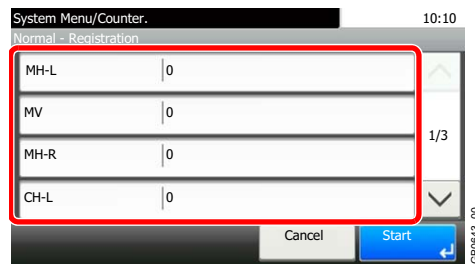 System Menu/Counter.
10:10
Normal - Registration
MH-L 0
MV 0
MH-R 0
CH-L 0
1/3
Cancel
Start
GB0643_00